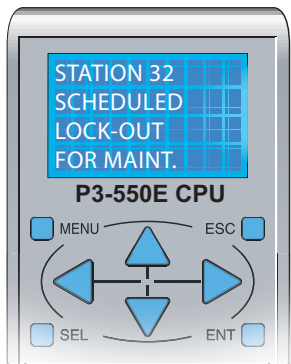 STATION 32
SCHEDULED
LOCK-OUT
FOR MAINT.
P3-550E CPU
MENU ESC
SEL ENT